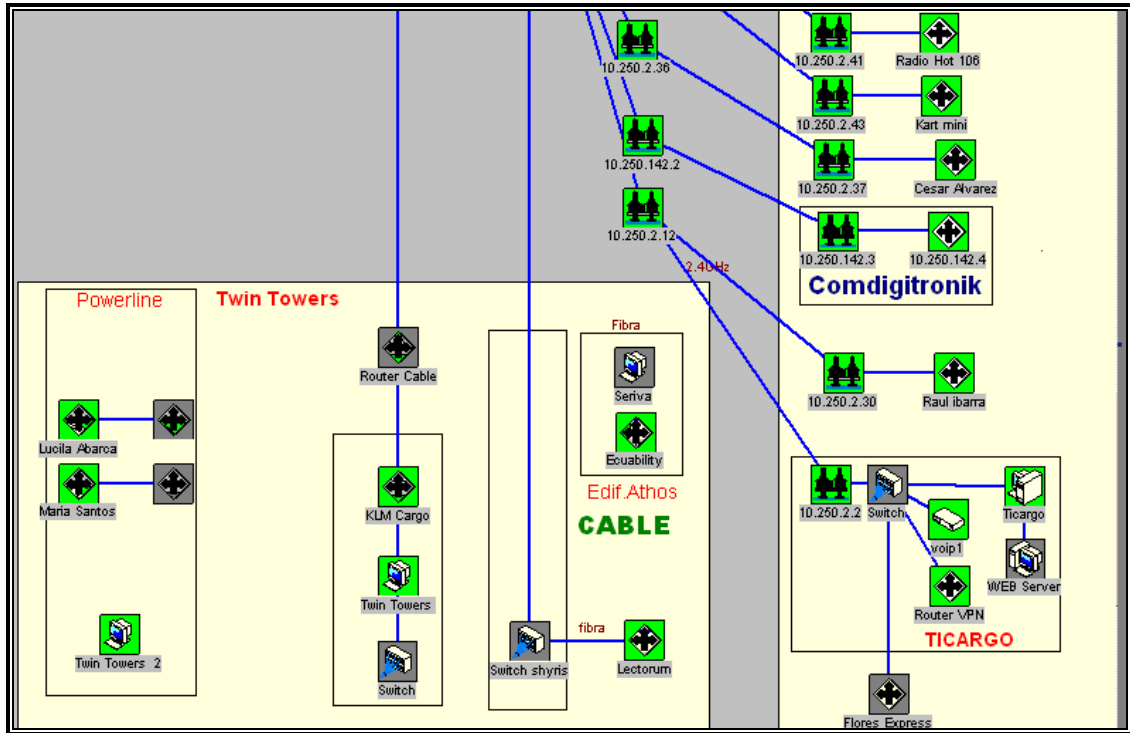 10.250.2.36
10.250.142.2
10.250.2.12
2.4GHz
10.250.2.41
Radio Hot 106
10.250.2.43
Kart mini
10.250.2.37
Cesar Alvarez
10.250.142.3
10.250.142.4
Comdigitronik
10.250.2.30
Raul ibarra
10.250.2.2
Switch
voip1
Ticargo
WEB Server
Router VPN
TICARGO
Flores Express
Powerline
Twin Towers
Lucila Abarca
Maria Santos
Twin Towers 2
Router Cable
KLM Cargo
Twin Towers
Switch
Fibra
Seriva
Ecuability
Edif.Athos
CABLE
Switch shyris
fibra
Lectorum